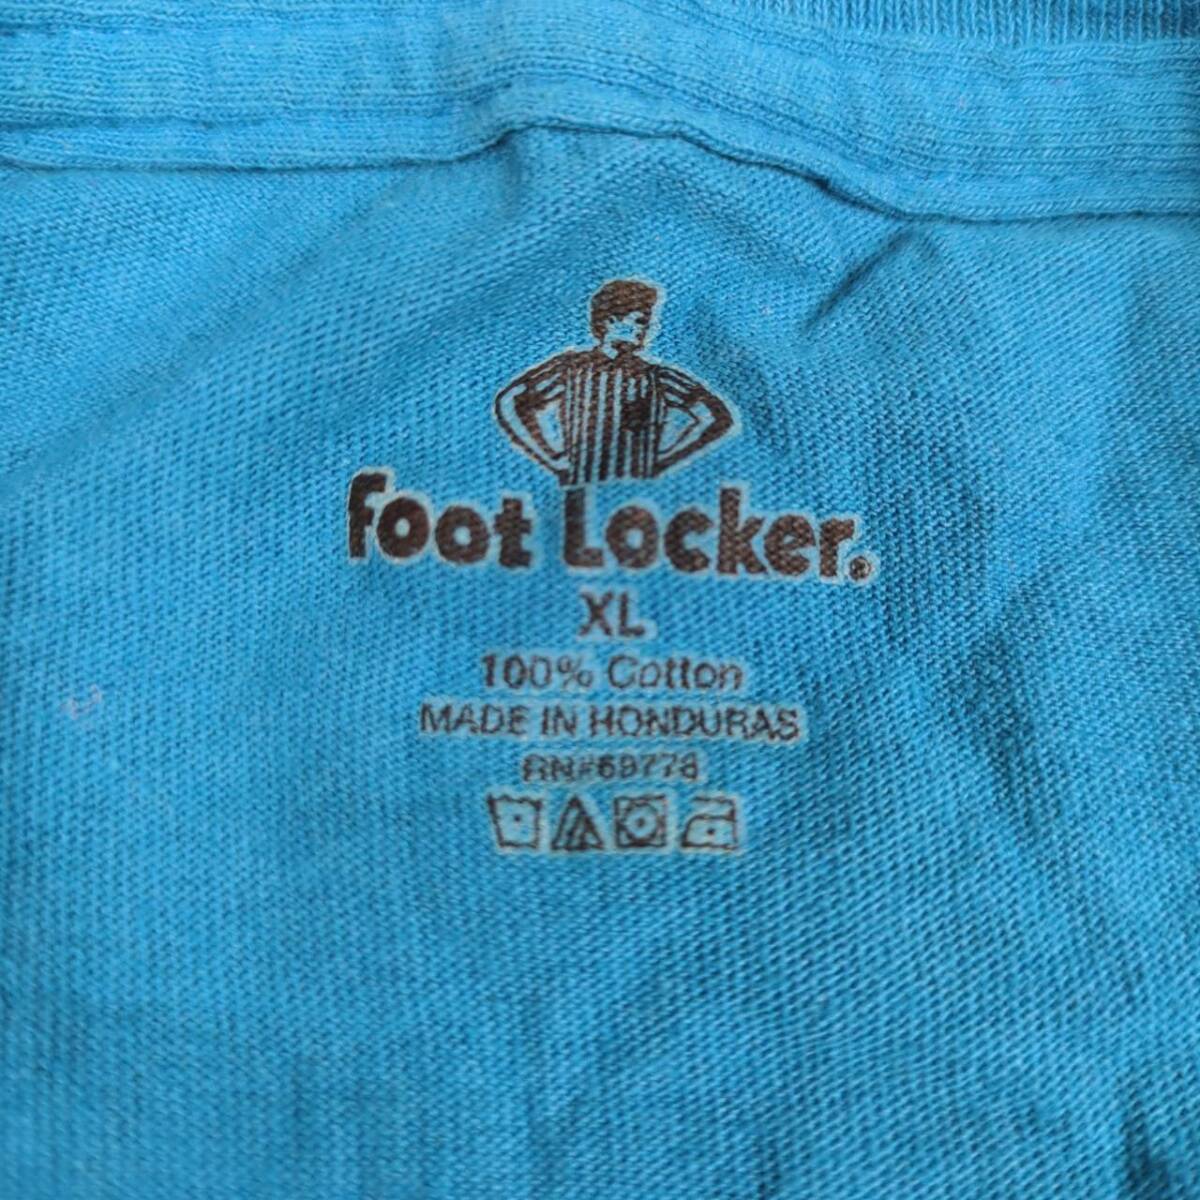 Foot Locker.
XL
100% Cotton
MADE IN HONDURAS
RN#69778